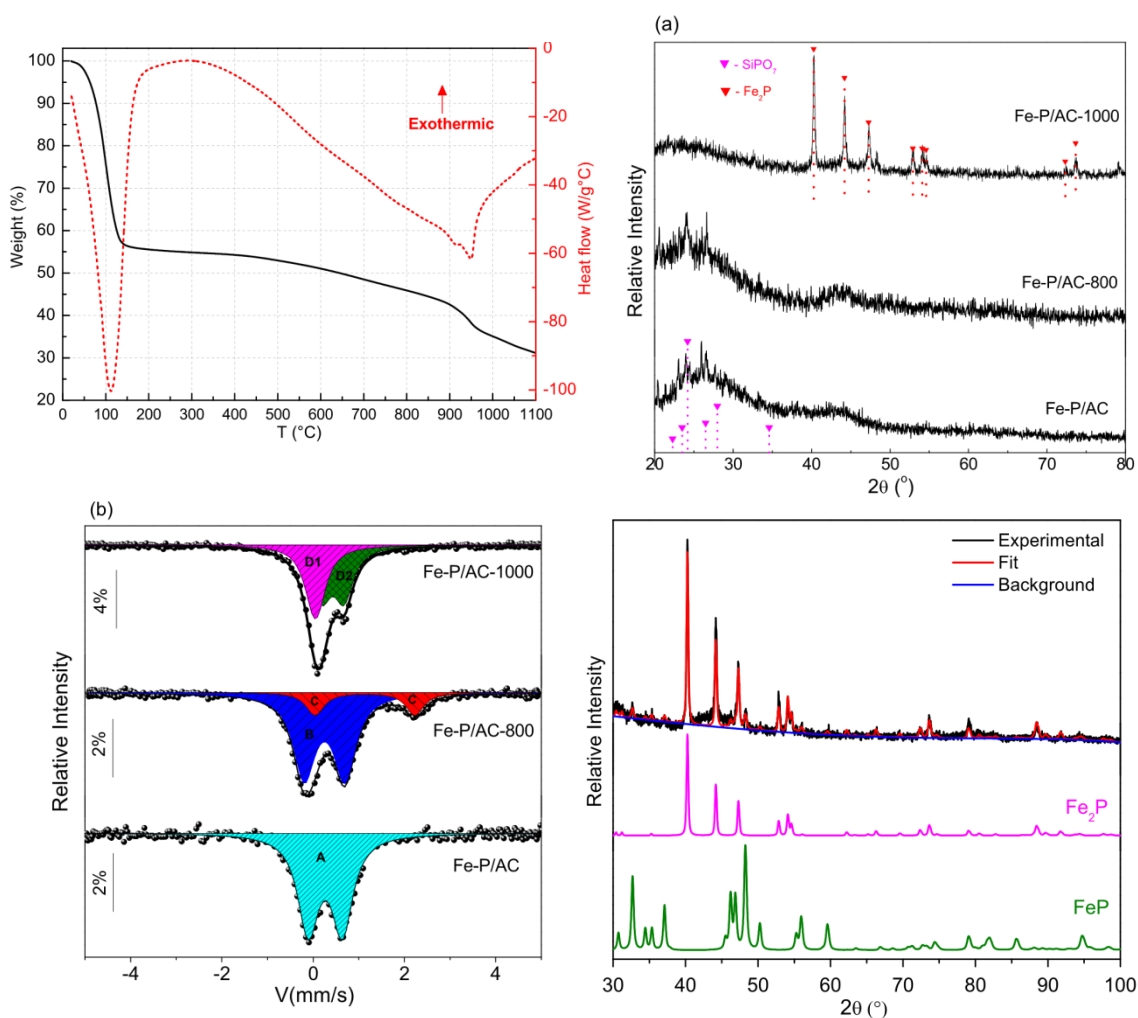 100
90
80
70
60
50
40
30
20
Weight (%)
0
-20
-40
-60
-80
-100
Heat flow (W/g°C)
Exothermic
0 100 200 300 400 500 600 700 800 900 1000 1100
T (°C)
(a)
- SiPO₇
- Fe₂P
Fe-P/AC-1000
Fe-P/AC-800
Fe-P/AC
Relative Intensity
20 30 40 50 60 70 80
2θ (°)
(b)
D1
D2
Fe-P/AC-1000
4%
C
C
B
Fe-P/AC-800
2%
A
Fe-P/AC
2%
Relative Intensity
-4 -2 0 2 4
V(mm/s)
Experimental
Fit
Background
Fe₂P
FeP
Relative Intensity
30 40 50 60 70 80 90 100
2θ (°)